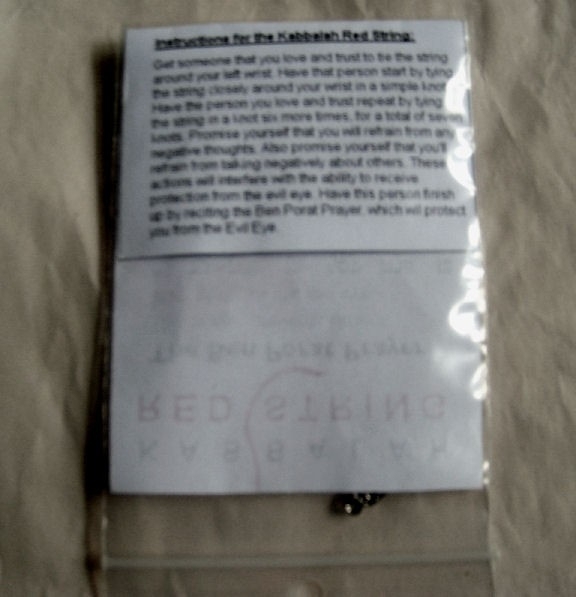 Instructions for the Kabbalah Red String:
Get someone that you love and trust to tie the string
around your left wrist. Have that person start by tying
the string closely around your wrist in a simple knot.
Have the person you love and trust repeat by tying
the string in a knot six more times, for a total of seven
knots. Promise yourself that you will refrain from any
negative thoughts. Also promise yourself that you'll
refrain from talking negatively about others. These
actions will interfere with the ability to receive
protection from the evil eye. Have this person finish
up by reciting the Ben Porat Prayer, which wil protect
you from the Evil Eye.
The Ben Porat Prayer
RED STRING
KABBALAH